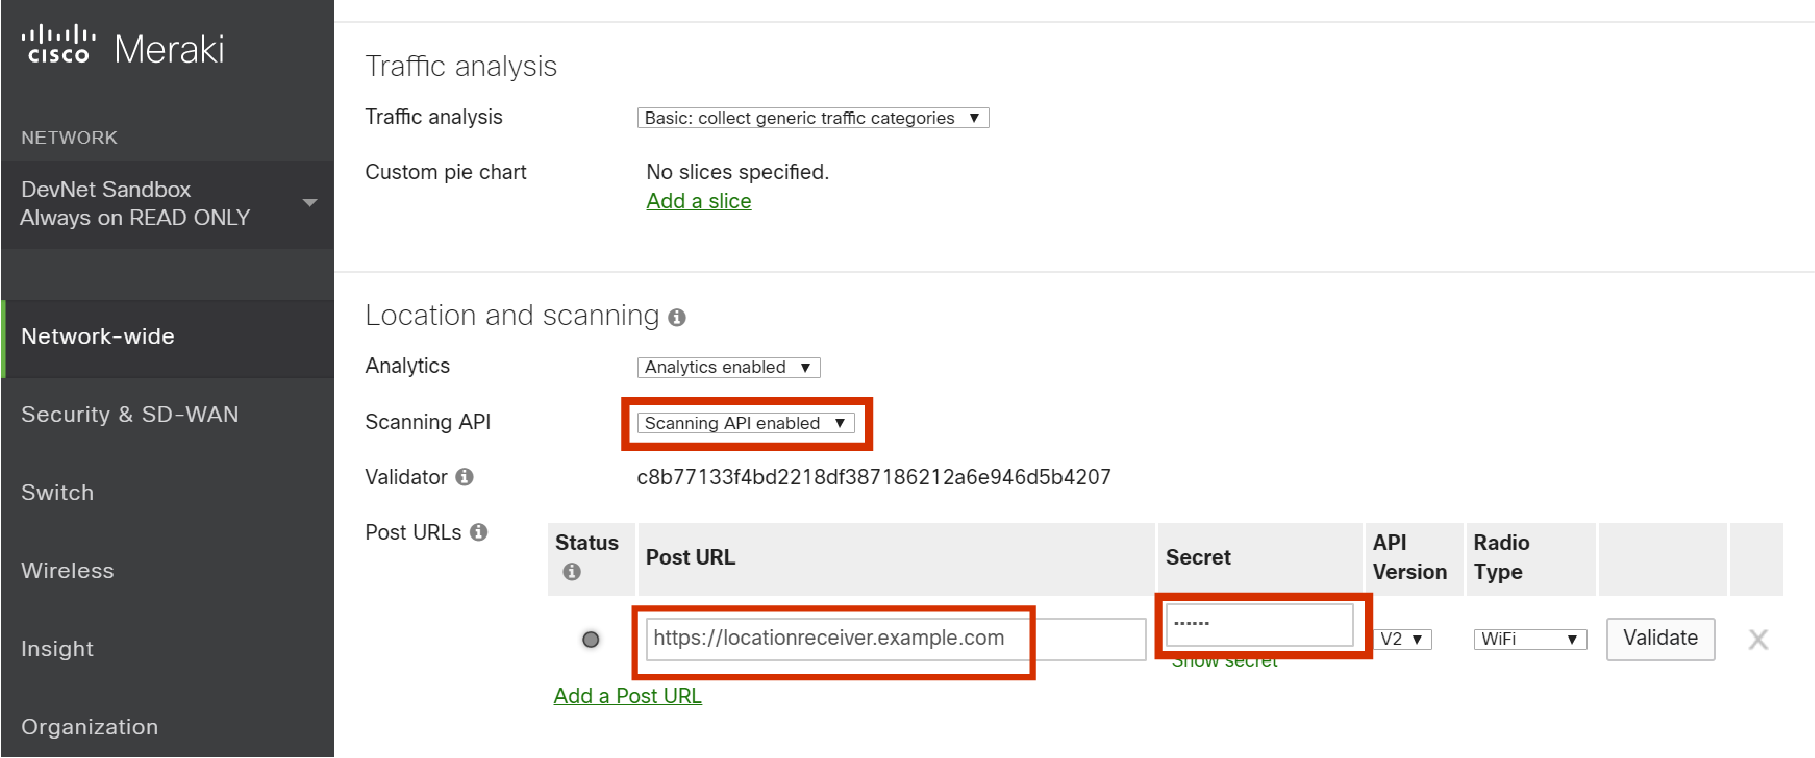 cisco Meraki
NETWORK
DevNet Sandbox
Always on READ ONLY
Network-wide
Security & SD-WAN
Switch
Wireless
Insight
Organization
Traffic analysis
Traffic analysis Basic: collect generic traffic categories ▼
Custom pie chart No slices specified.
Add a slice
Location and scanning i
Analytics Analytics enabled ▼
Scanning API Scanning API enabled ▼
Validator i c8b77133f4bd2218df387186212a6e946d5b4207
Post URLs i
Status i Post URL Secret API Version Radio Type
https://locationreceiver.example.com ...... V2 ▼ WiFi ▼ Validate X
Show secret
Add a Post URL